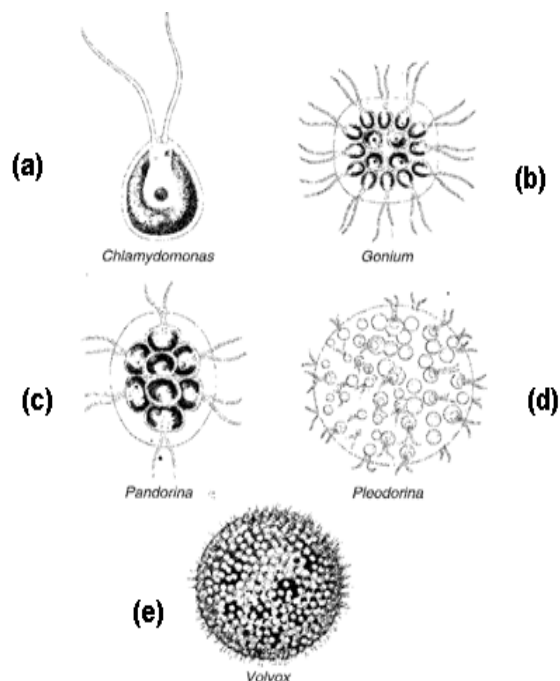 (a)
Chlamydomonas
(b)
Gonium
(c)
Pandorina
(d)
Pleodorina
(e)
Volvox